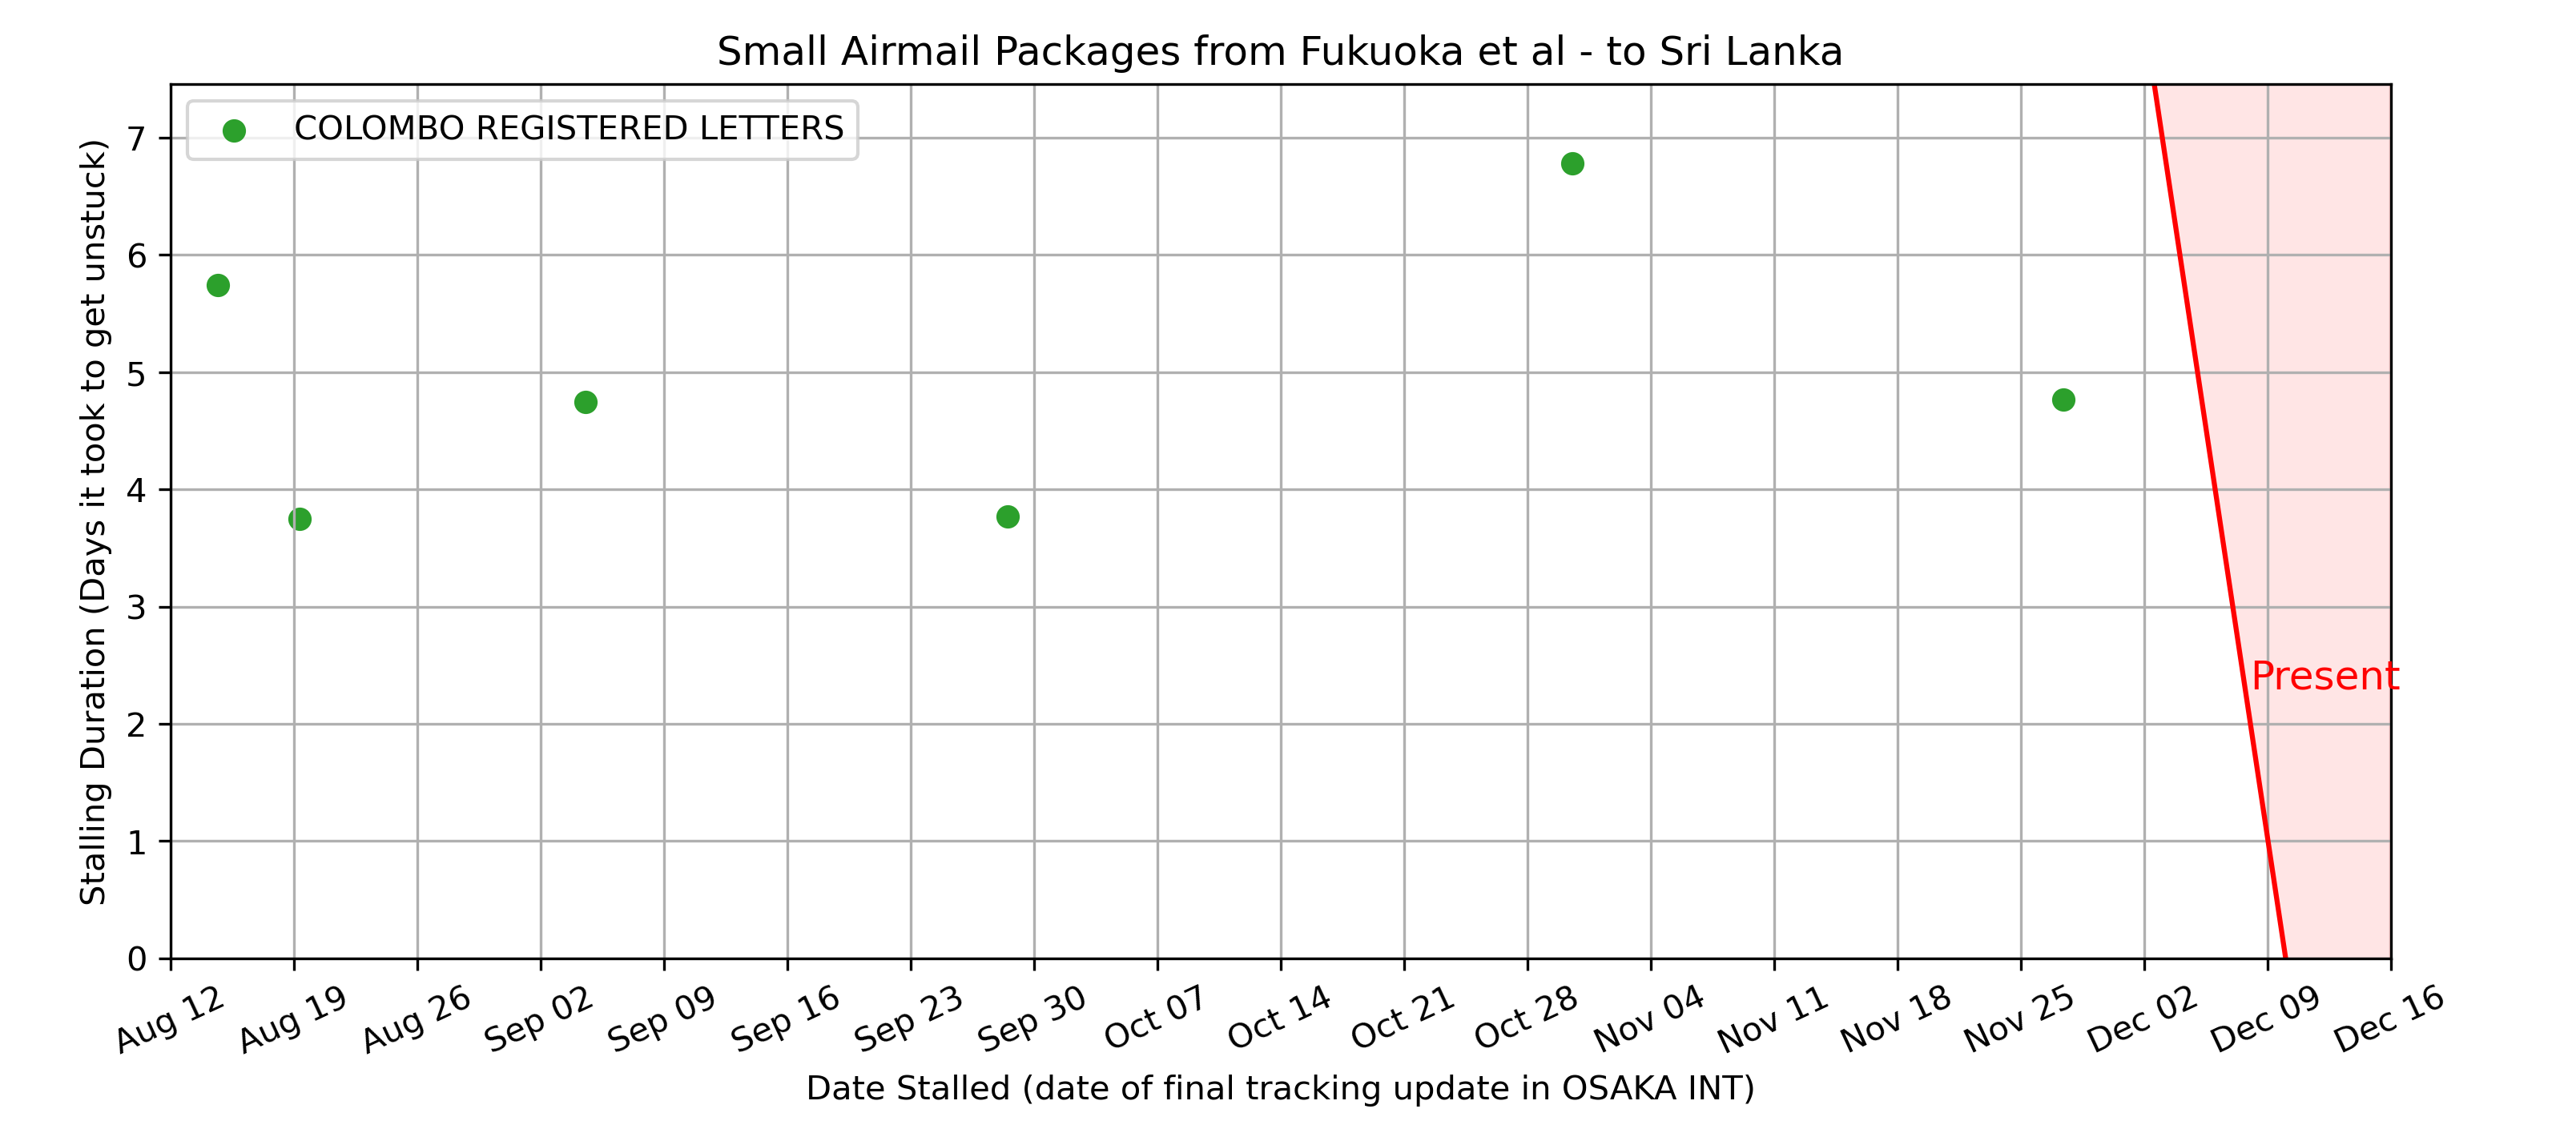 Small Airmail Packages from Fukuoka et al - to Sri Lanka
COLOMBO REGISTERED LETTERS
Stalling Duration (Days it took to get unstuck)
7
6
5
4
3
2
1
0
Present
Aug 12
Aug 19
Aug 26
Sep 02
Sep 09
Sep 16
Sep 23
Sep 30
Oct 07
Oct 14
Oct 21
Oct 28
Nov 04
Nov 11
Nov 18
Nov 25
Dec 02
Dec 09
Dec 16
Date Stalled (date of final tracking update in OSAKA INT)